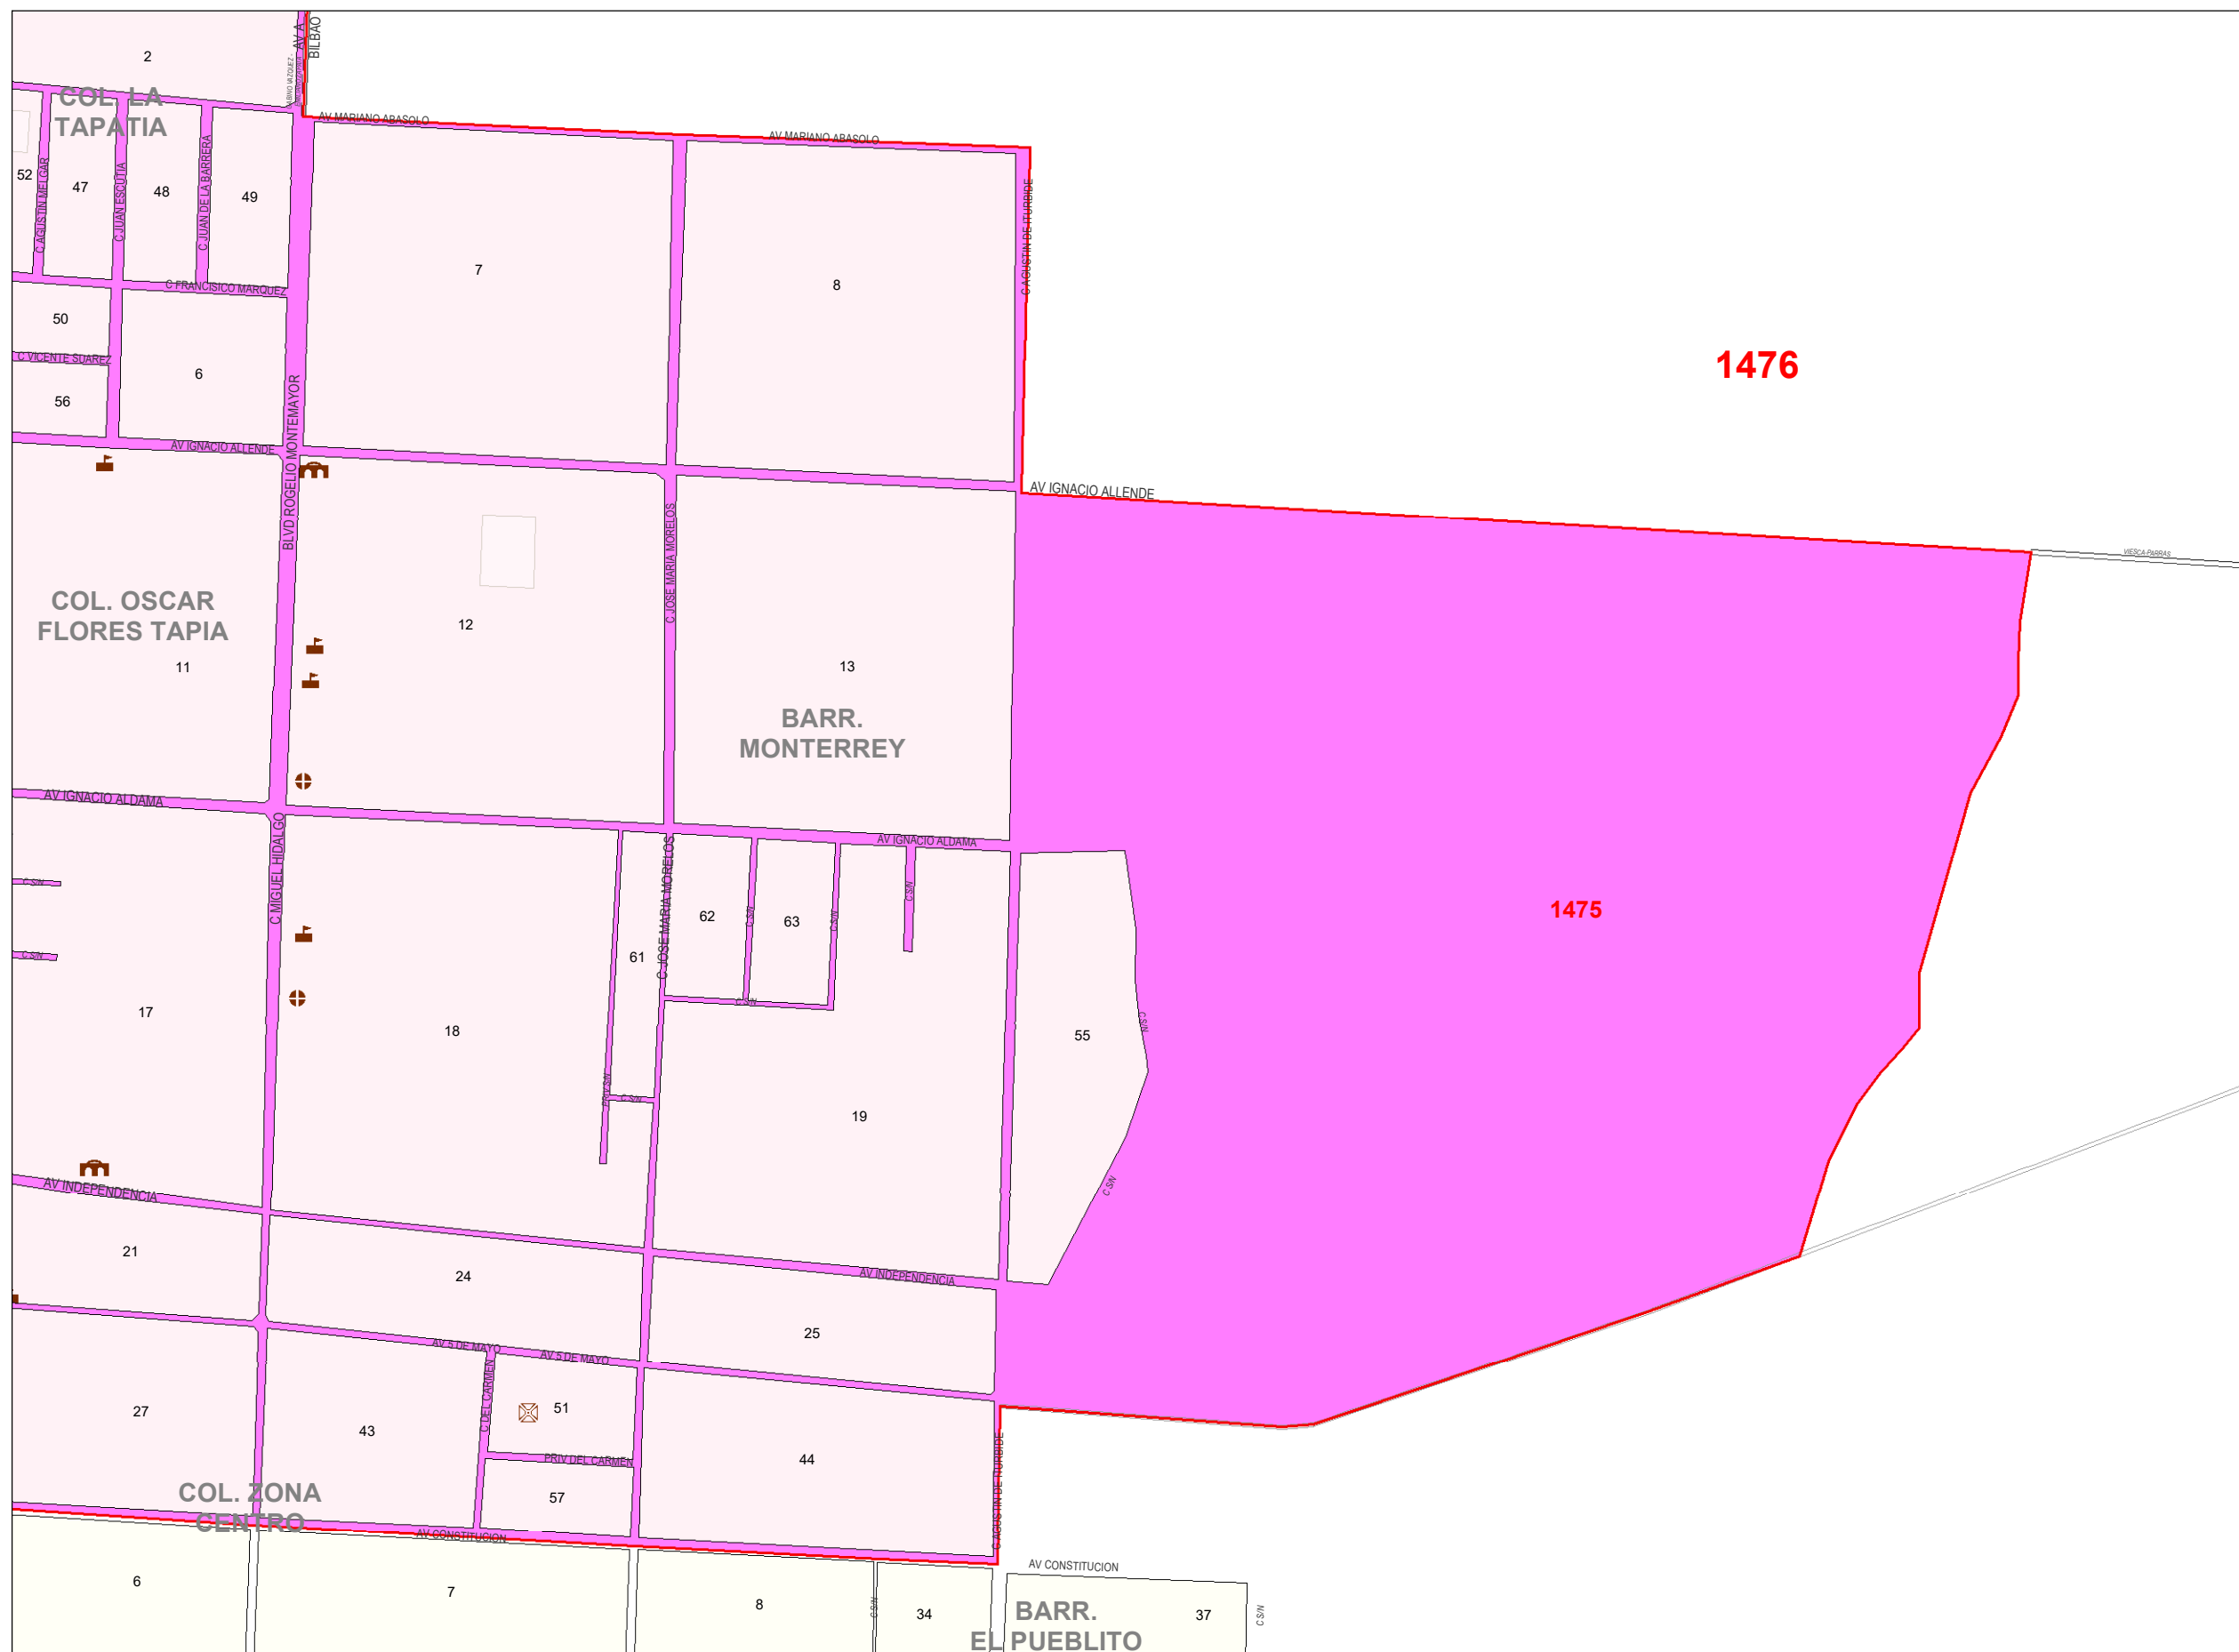 AV A
BILBAO
2
COL. LA
TAPATIA
AV MARIANO ABASOLO
AV MARIANO ABASOLO
52
C AGUSTIN MELGAR
47
C JUAN ESCUTIA
48
C JUAN DE LA BARRERA
49
7
8
C AGUSTIN DE ITURBIDE
C FRANCISICO MARQUEZ
50
C VICENTE SUAREZ
6
56
1476
BLVD ROGELIO MONTEMAYOR
AV IGNACIO ALLENDE
AV IGNACIO ALLENDE
VIESCA-PARRAS
C JOSE MARIA MORELOS
COL. OSCAR
FLORES TAPIA
12
11
13
BARR.
MONTERREY
AV IGNACIO ALDAMA
AV IGNACIO ALDAMA
C MIGUEL HIDALGO
C JOSE MARIA MORELOS
C S/N
C S/N
62
63
C S/N
C S/N
C S/N
1475
C S/N
61
C S/N
17
18
55
C S/N
PRIV S/N
C S/N
19
C S/N
AV INDEPENDENCIA
21
24
AV INDEPENDENCIA
25
AV 5 DE MAYO
AV 5 DE MAYO
C DEL CARMEN
27
43
51
44
PRIV DEL CARMEN
57
C AGUSTIN DE ITURBIDE
COL. ZONA
CENTRO
AV CONSTITUCION
AV CONSTITUCION
6
7
8
C S/N
34
BARR.
EL PUEBLITO
37
C S/N